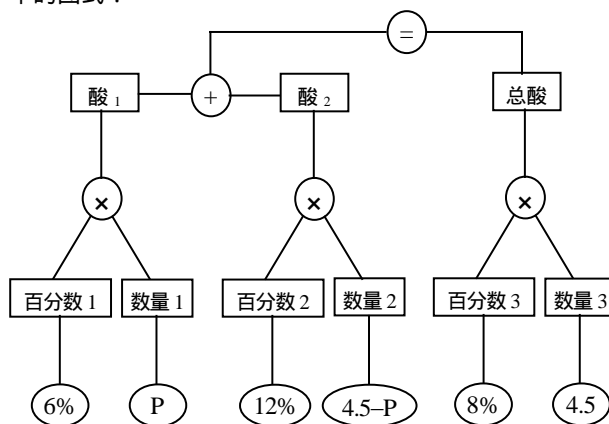 =
酸 1 + 酸 2 总酸
× × ×
百分数 1 数量 1 百分数 2 数量 2 百分数 3 数量 3
6% P 12% 4.5–P 8% 4.5